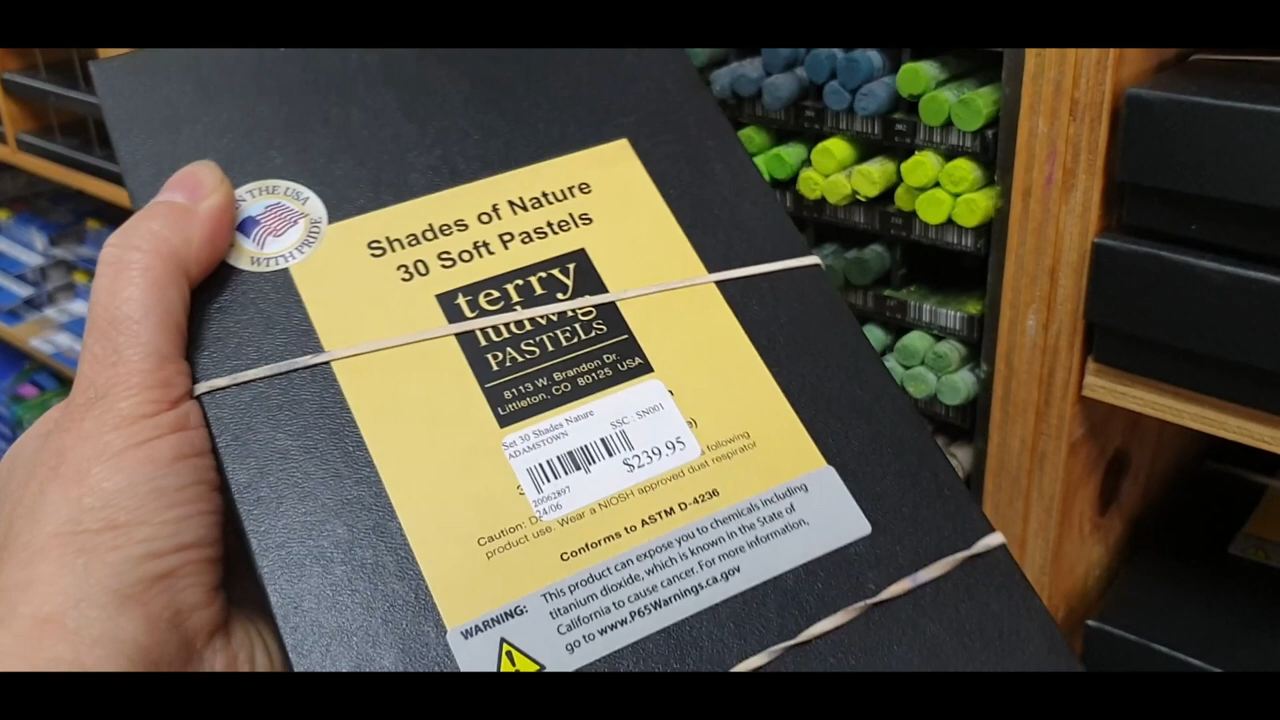 N THE USA
WITH PRIDE
Shades of Nature
30 Soft Pastels
terry
ludwig
PASTELS
8113 W. Brandon Dr.
Littleton, CO 80125 USA
Set 30 Shades Nature
ADAMSTOWN SSC : SN001
$239.95
20062897
24/06
following
Caution: D
product use. Wear a NIOSH approved dust respirator
Conforms to ASTM D-4236
WARNING: This product can expose you to chemicals including
titanium dioxide, which is known in the State of
California to cause cancer. For more information,
go to www.P65Warnings.ca.gov
202